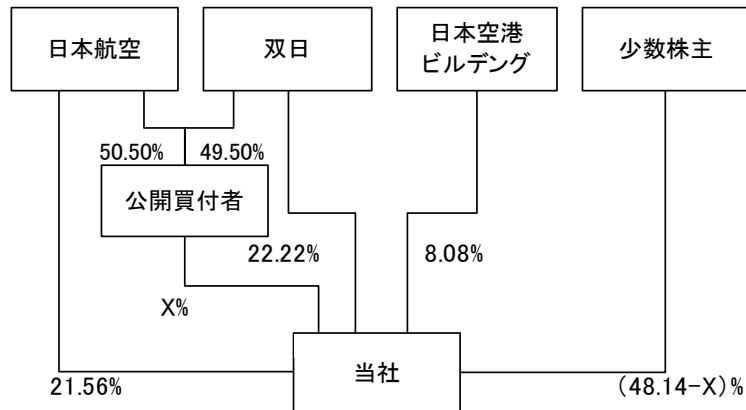 日本航空
双日
日本空港
ビルデング
少数株主
50.50%
49.50%
公開買付者
22.22%
8.08%
X%
当社
21.56%
(48.14-X)%